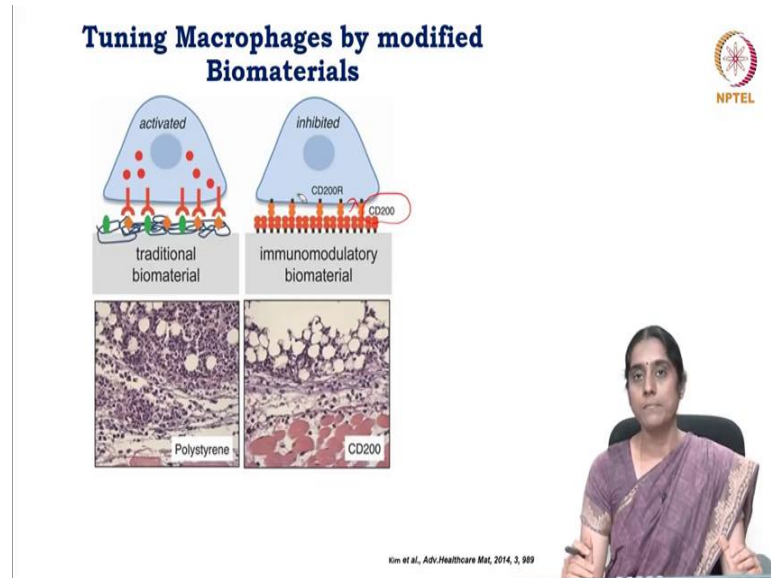 Tuning Macrophages by modified
Biomaterials
NPTEL
activated
inhibited
CD200R
CD200
traditional
biomaterial
immunomodulatory
biomaterial
Polystyrene
CD200
Kim et al., Adv.Healthcare Mat, 2014, 3, 989